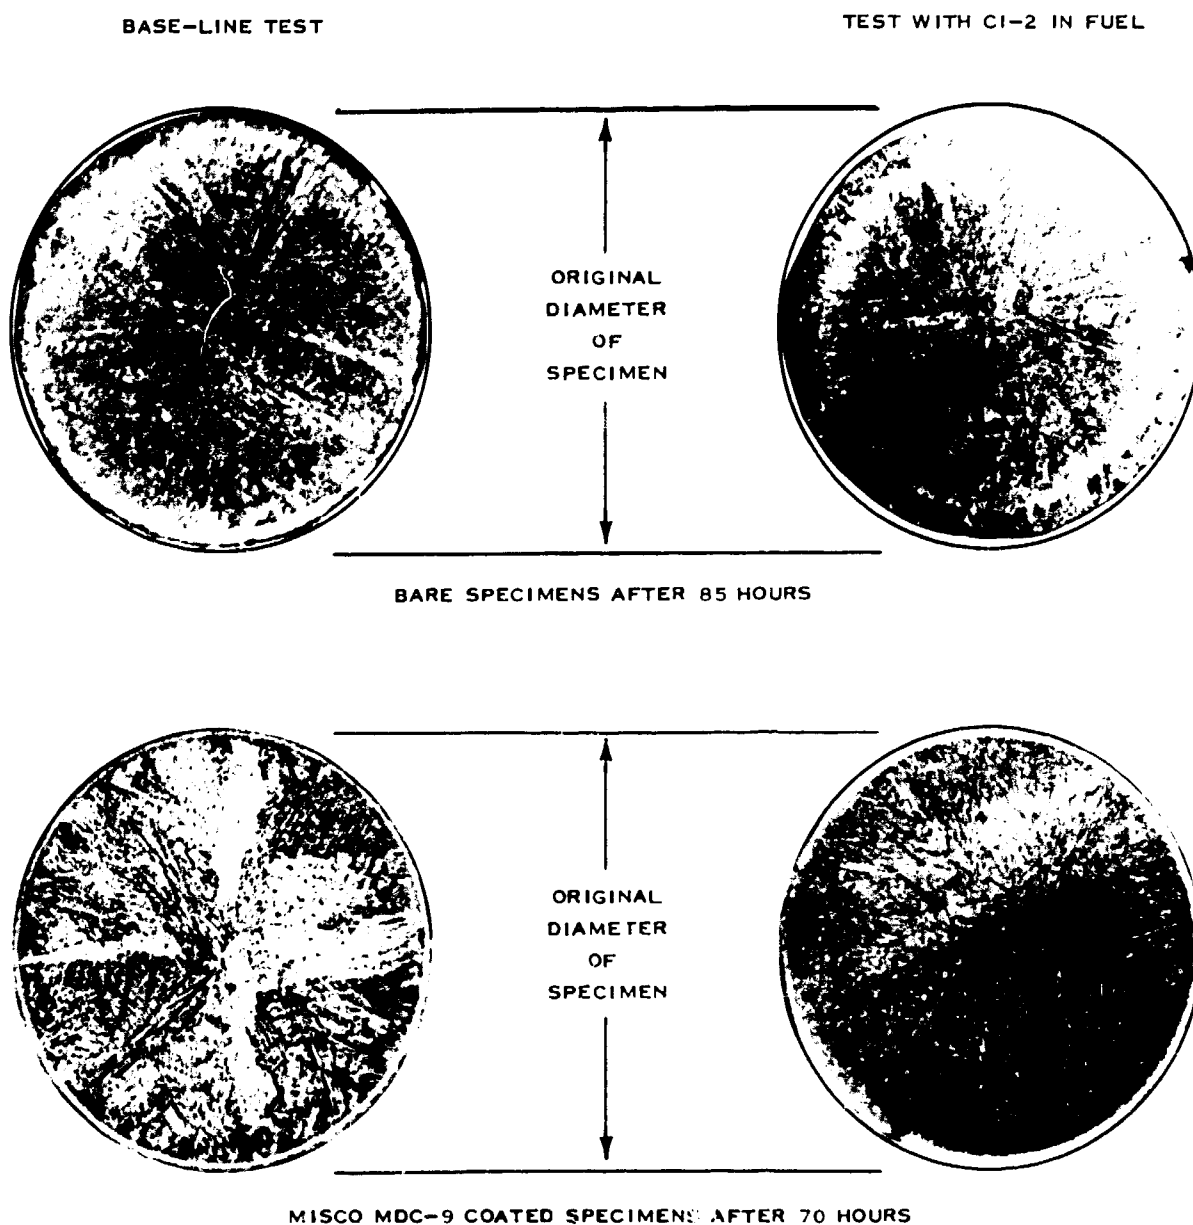 BASE-LINE TEST
TEST WITH CI-2 IN FUEL
ORIGINAL
DIAMETER
OF
SPECIMEN
BARE SPECIMENS AFTER 85 HOURS
ORIGINAL
DIAMETER
OF
SPECIMEN
MISCO MDC-9 COATED SPECIMENS AFTER 70 HOURS